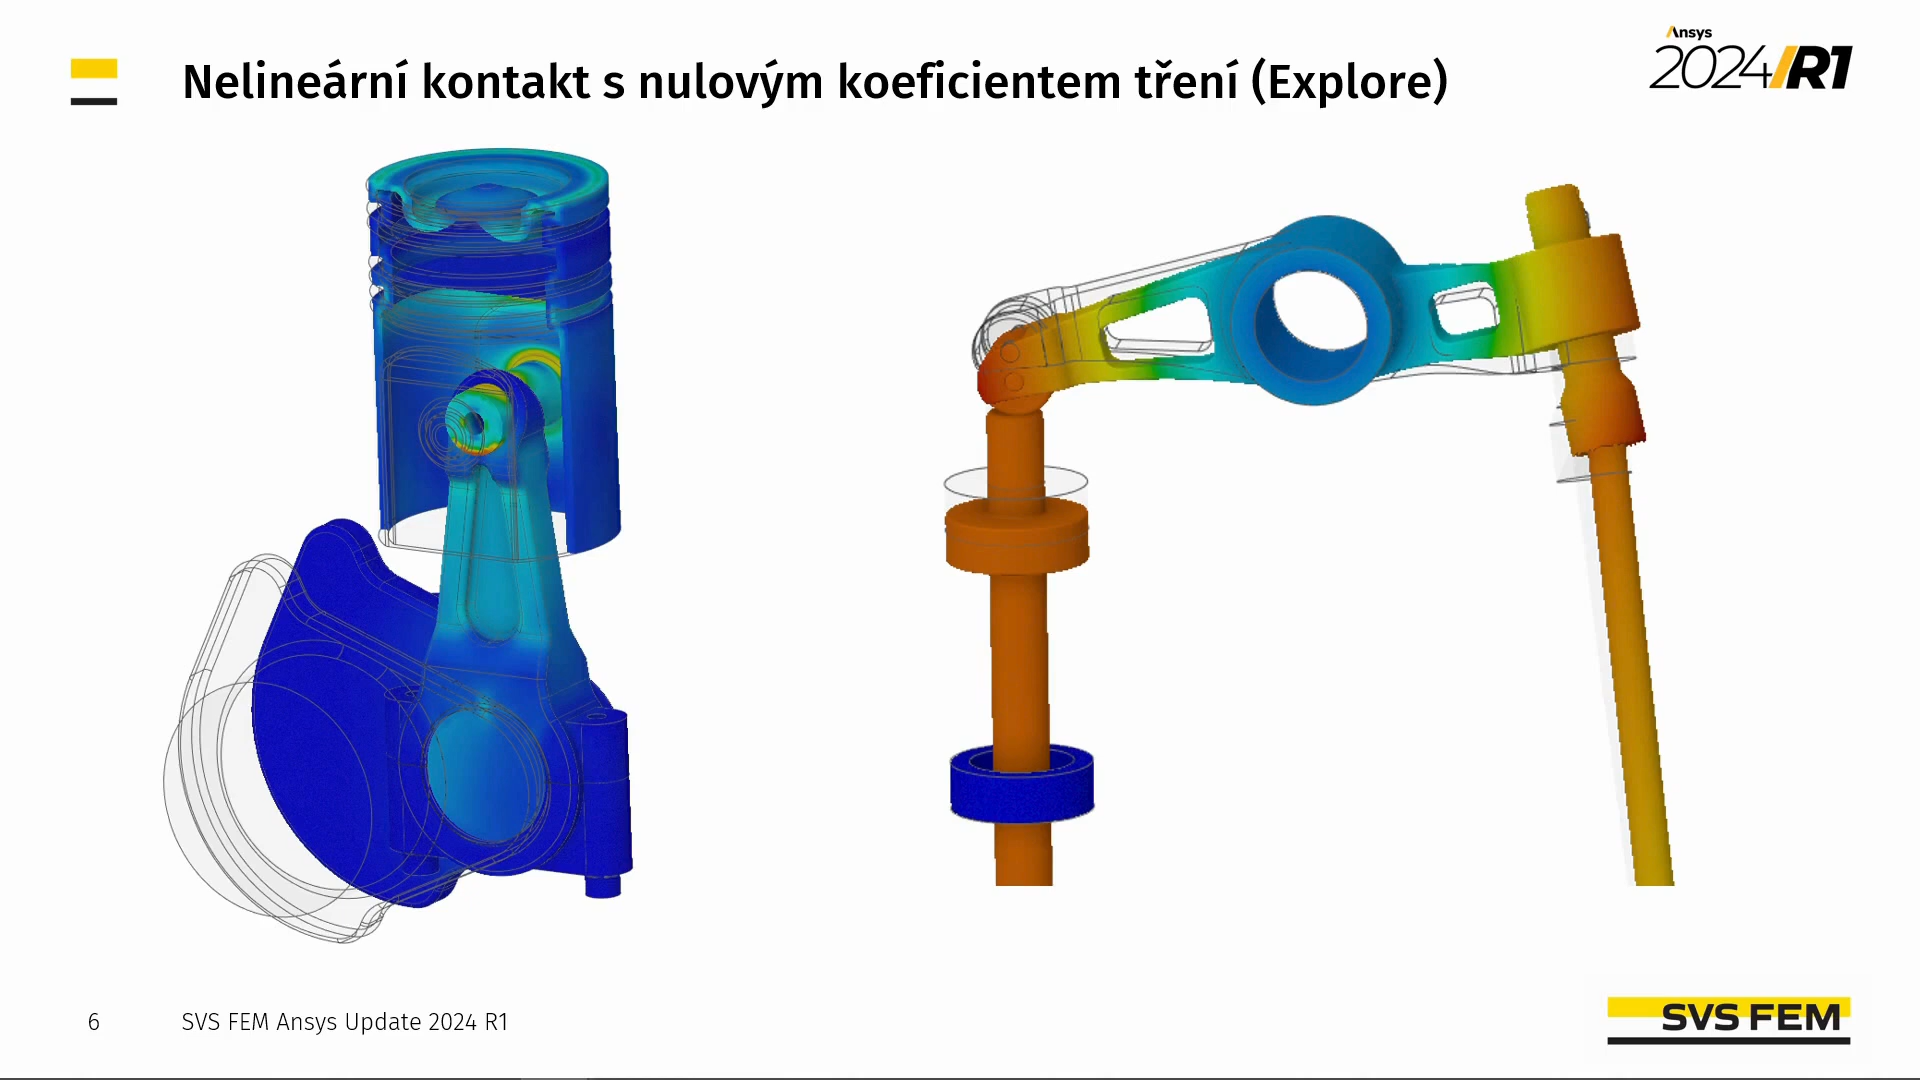 Nelineární kontakt s nulovým koeficientem tření (Explore)
Ansys
2024 R1
6
SVS FEM Ansys Update 2024 R1
SVS FEM